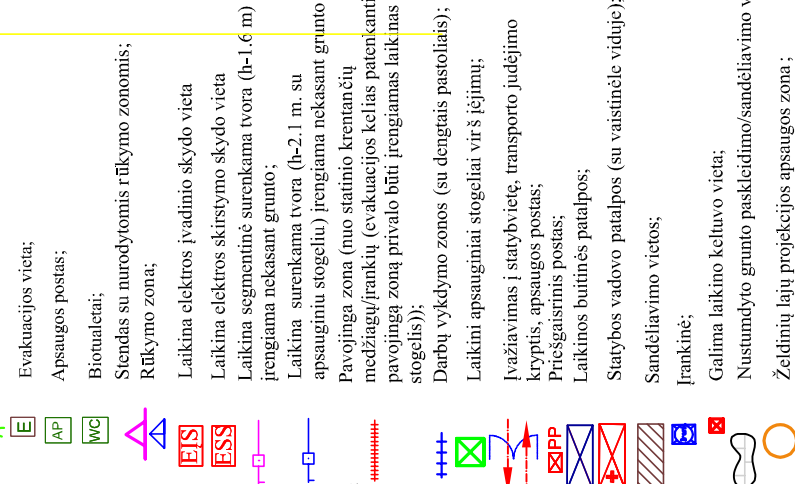 E Evakuacijos vieta;
AP Apsaugos postas;
WC Biotualetai;
Stendas su nurodytomis rūkymo zonomis;
Rūkymo zona;
EĮS Laikina elektros įvadinio skydo vieta
ESS Laikina elektros skirstymo skydo vieta
Laikina segmentinė surenkama tvora (h-1.6 m)
įrengiama nekasant grunto;
Laikina surenkama tvora (h-2.1 m. su
apsauginiu stogeliu) įrengiama nekasant grunto
Pavojinga zona (nuo statinio krentančių
medžiagų/įrankių (evakuacijos kelias patenkanti
pavojingą zoną privalo būti įrengiamas laikinas
stogelis));
Darbų vykdymo zonos (su dengtais pastoliais);
Laikini apsauginiai stogeliai virš įėjimų;
Įvažiavimas į statybvietę, transporto judėjimo
kryptis, apsaugos postas;
PP Priešgaisrinis postas;
Laikinos buitinės patalpos;
Statybos vadovo patalpos (su vaistinėle viduje);
Sandėliavimo vietos;
Įrankinė;
Galima laikino keltuvo vieta;
Nustumdyto grunto paskleidimo/sandėliavimo v
Želdinių lajų projekcijos apsaugos zona;